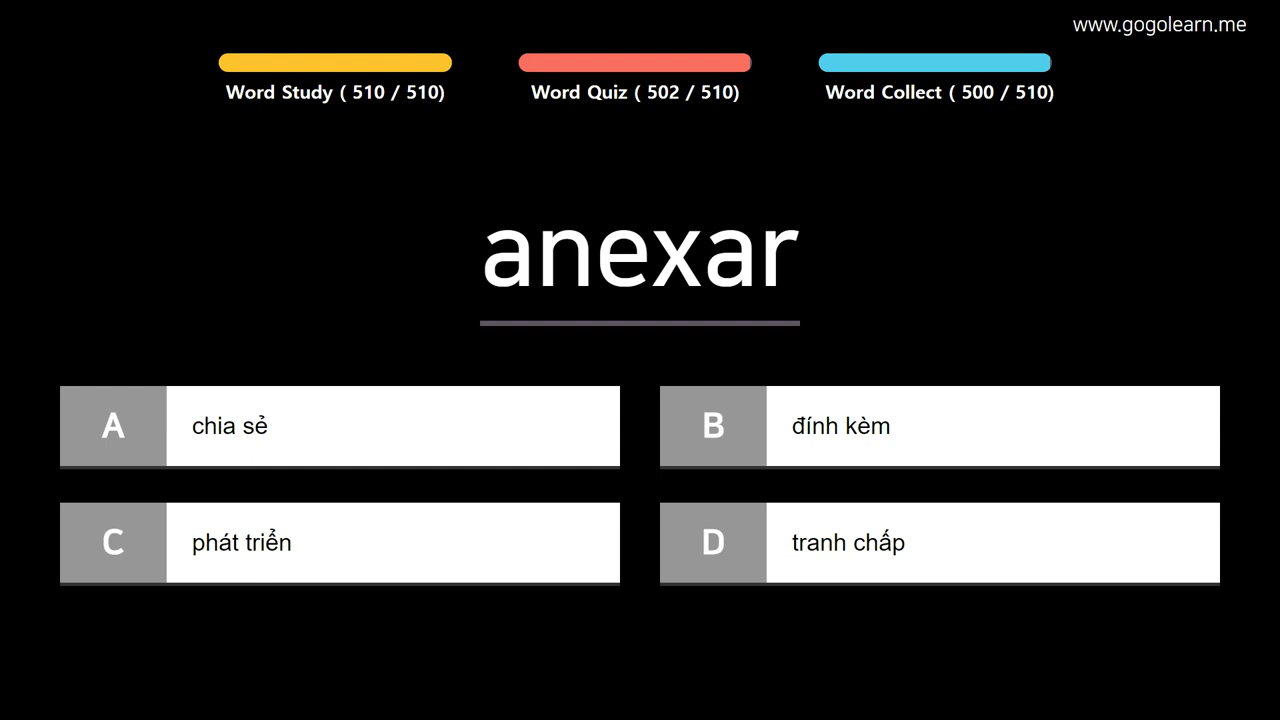 www.gogolearn.me
Word Study ( 510 / 510)
Word Quiz ( 502 / 510)
Word Collect ( 500 / 510)
anexar
A
chia sẻ
B
đính kèm
C
phát triển
D
tranh chấp